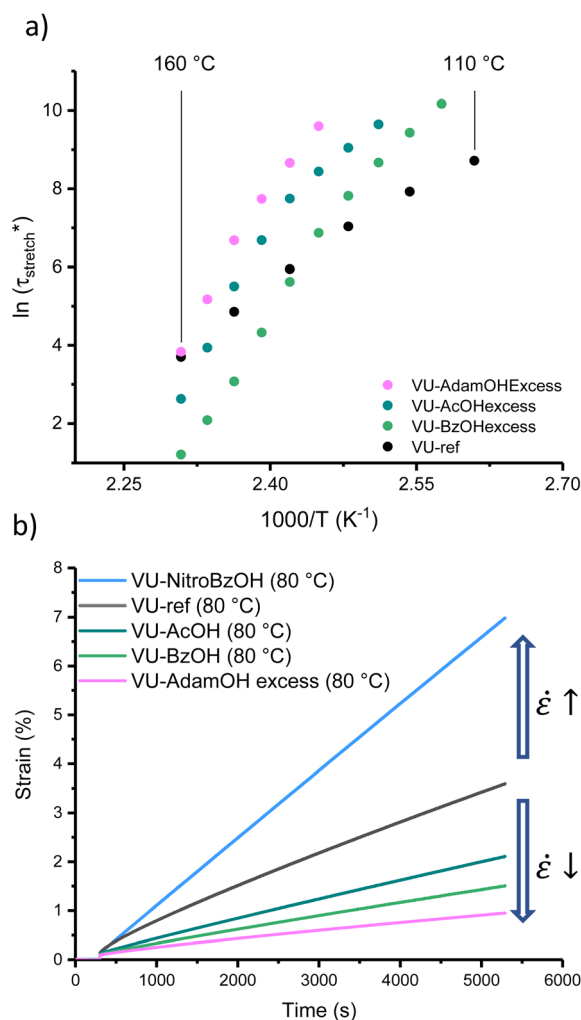 a)
160 °C
110 °C
10
8
6
4
2
ln (τstretch*)
VU-AdamOHExcess
VU-AcOHexcess
VU-BzOHexcess
VU-ref
2.25 2.40 2.55 2.70
1000/T (K-1)
b)
8
7
6
5
4
3
2
1
0
Strain (%)
VU-NitroBzOH (80 °C)
VU-ref (80 °C)
VU-AcOH (80 °C)
VU-BzOH (80 °C)
VU-AdamOH excess (80 °C)
ε̇ ↑
ε̇ ↓
0 1000 2000 3000 4000 5000 6000
Time (s)